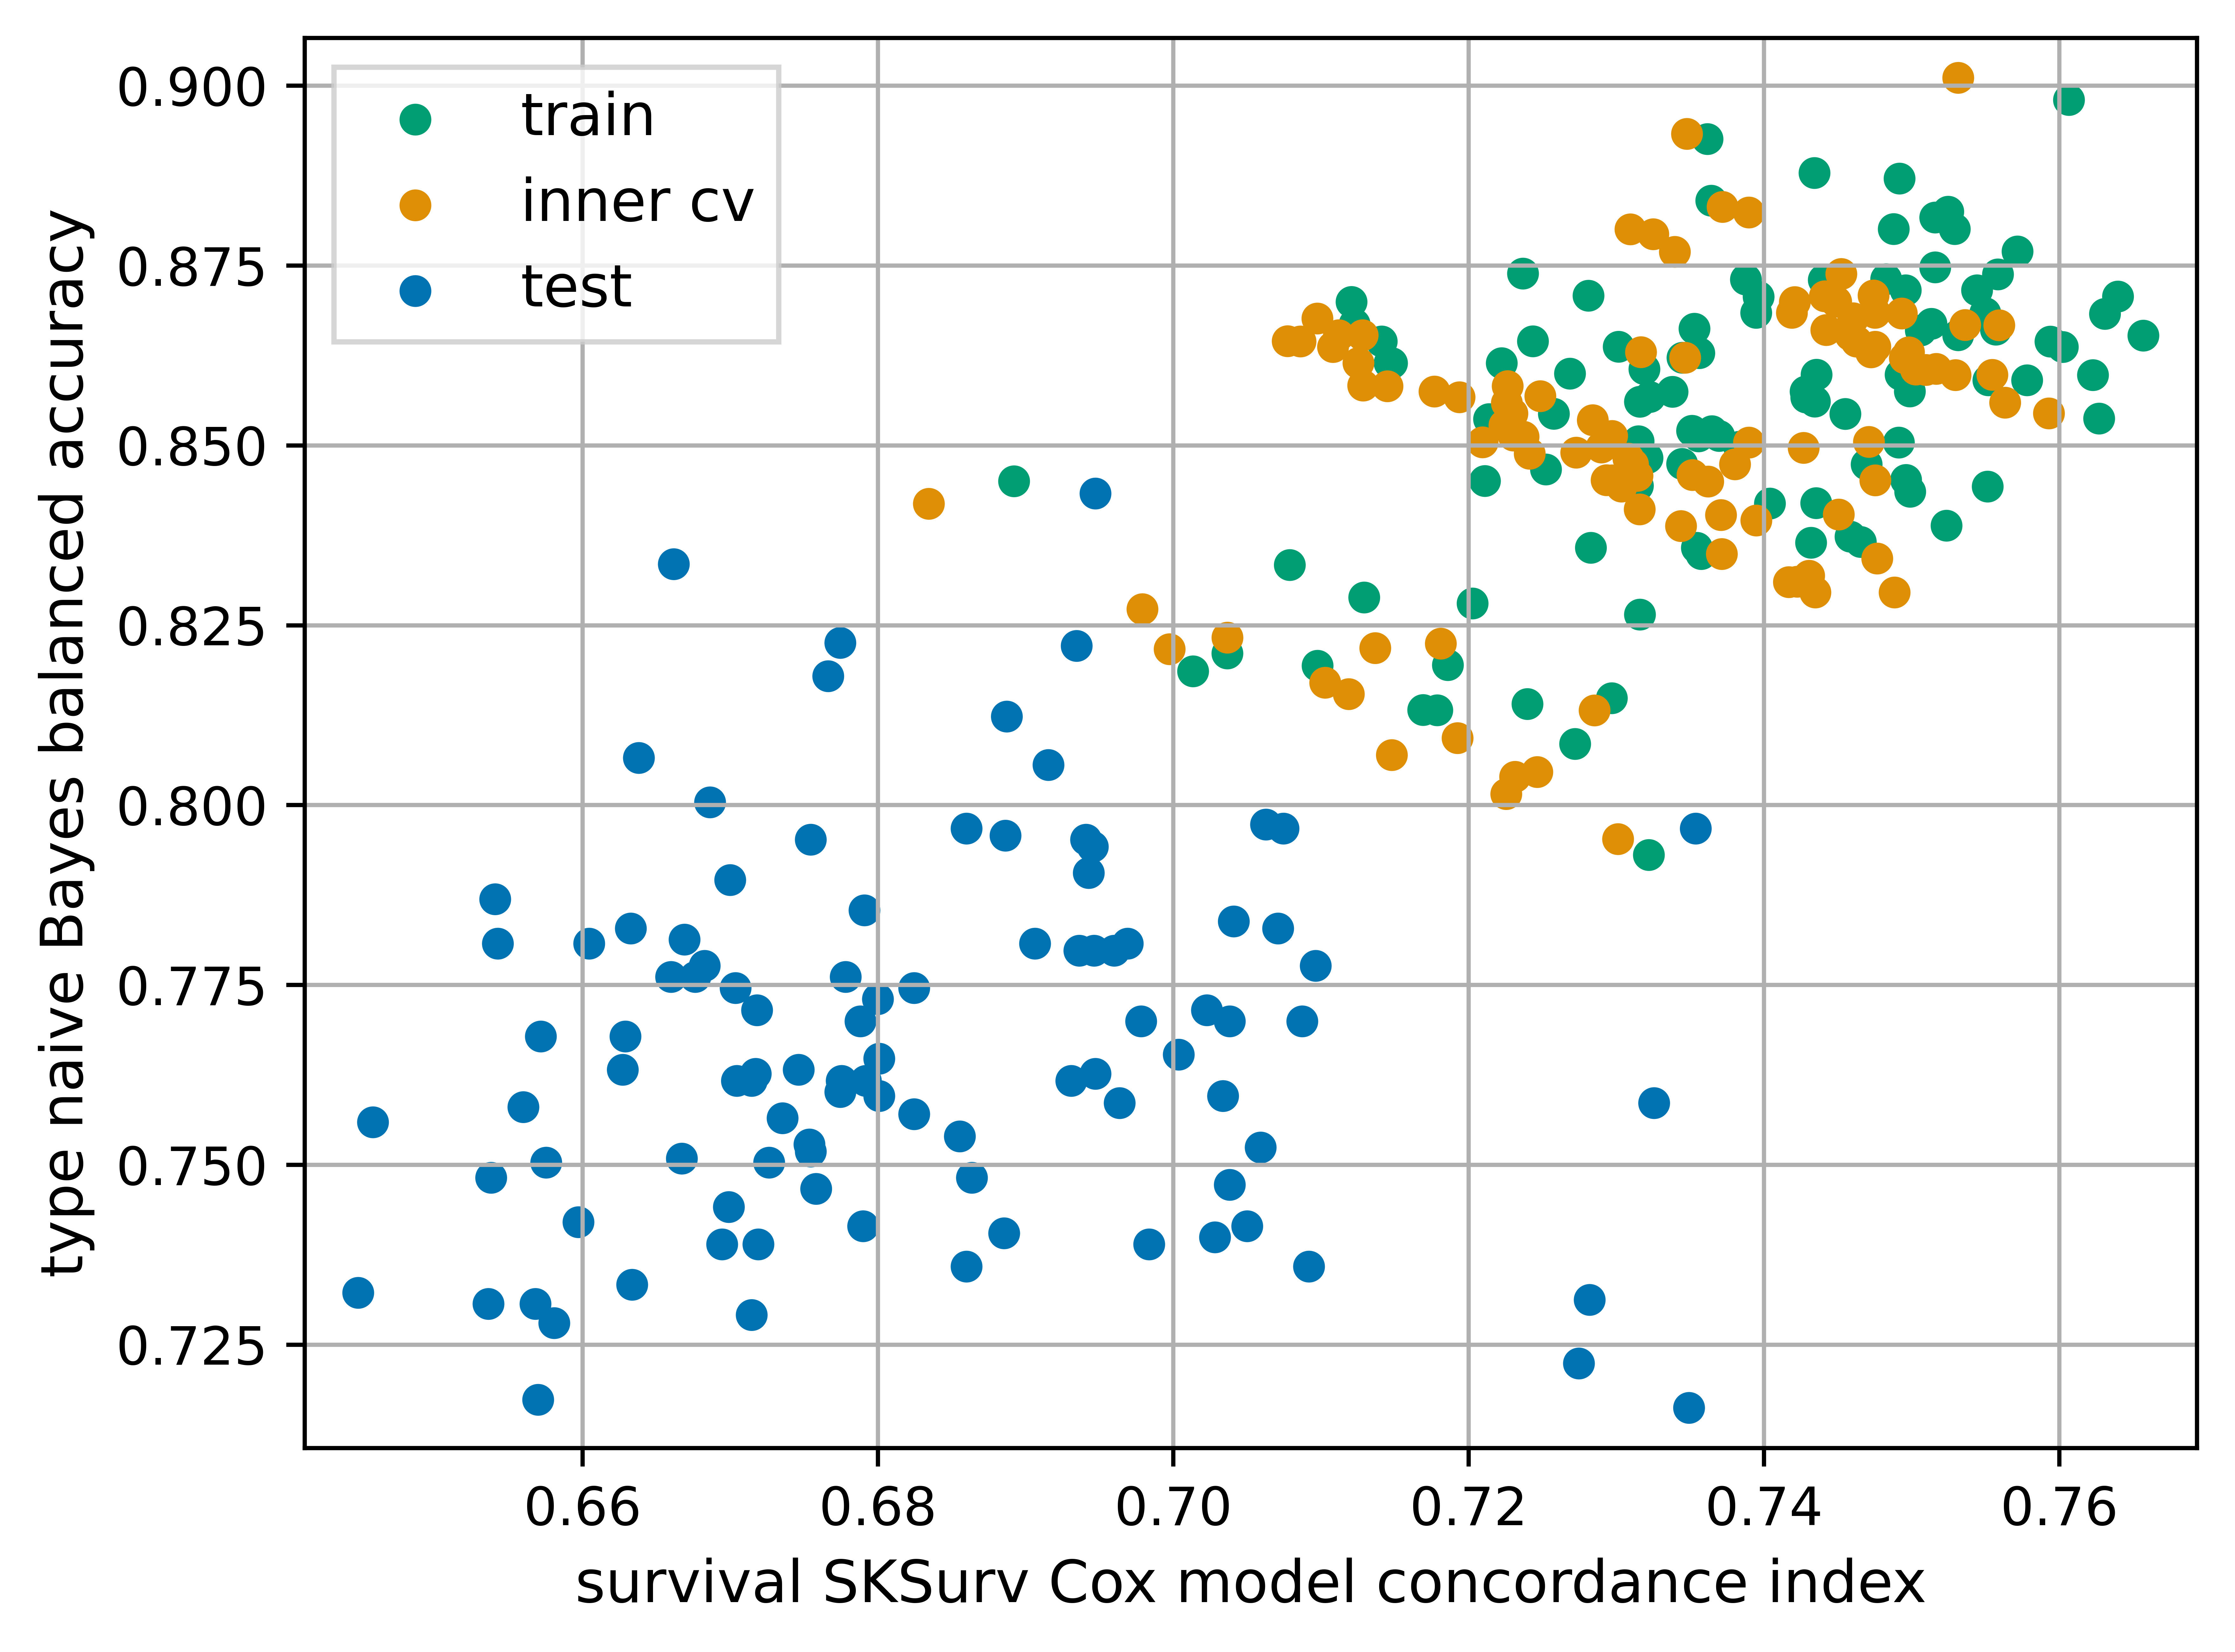 train
inner cv
test
0.900
0.875
0.850
0.825
0.800
0.775
0.750
0.725
type naive Bayes balanced accuracy
0.66 0.68 0.70 0.72 0.74 0.76
survival SKSurv Cox model concordance index